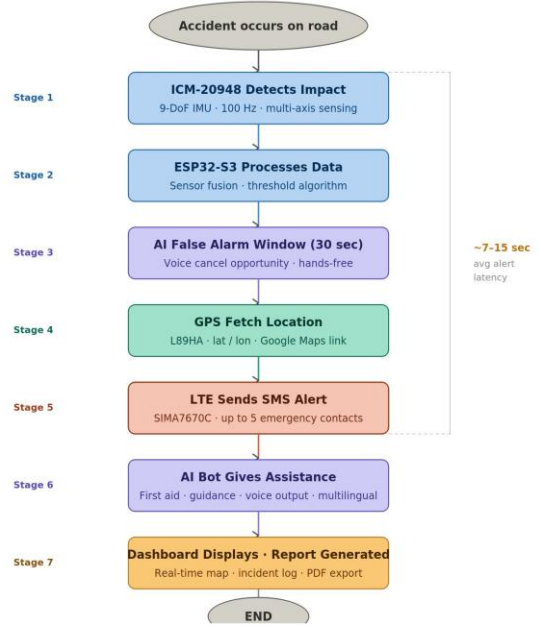 Accident occurs on road
Stage 1
ICM-20948 Detects Impact
9-DoF IMU · 100 Hz · multi-axis sensing
Stage 2
ESP32-S3 Processes Data
Sensor fusion · threshold algorithm
Stage 3
AI False Alarm Window (30 sec)
Voice cancel opportunity · hands-free
~7–15 sec
avg alert
latency
Stage 4
GPS Fetch Location
L89HA · lat / lon · Google Maps link
Stage 5
LTE Sends SMS Alert
SIMA7670C · up to 5 emergency contacts
Stage 6
AI Bot Gives Assistance
First aid · guidance · voice output · multilingual
Stage 7
Dashboard Displays · Report Generated
Real-time map · incident log · PDF export
END